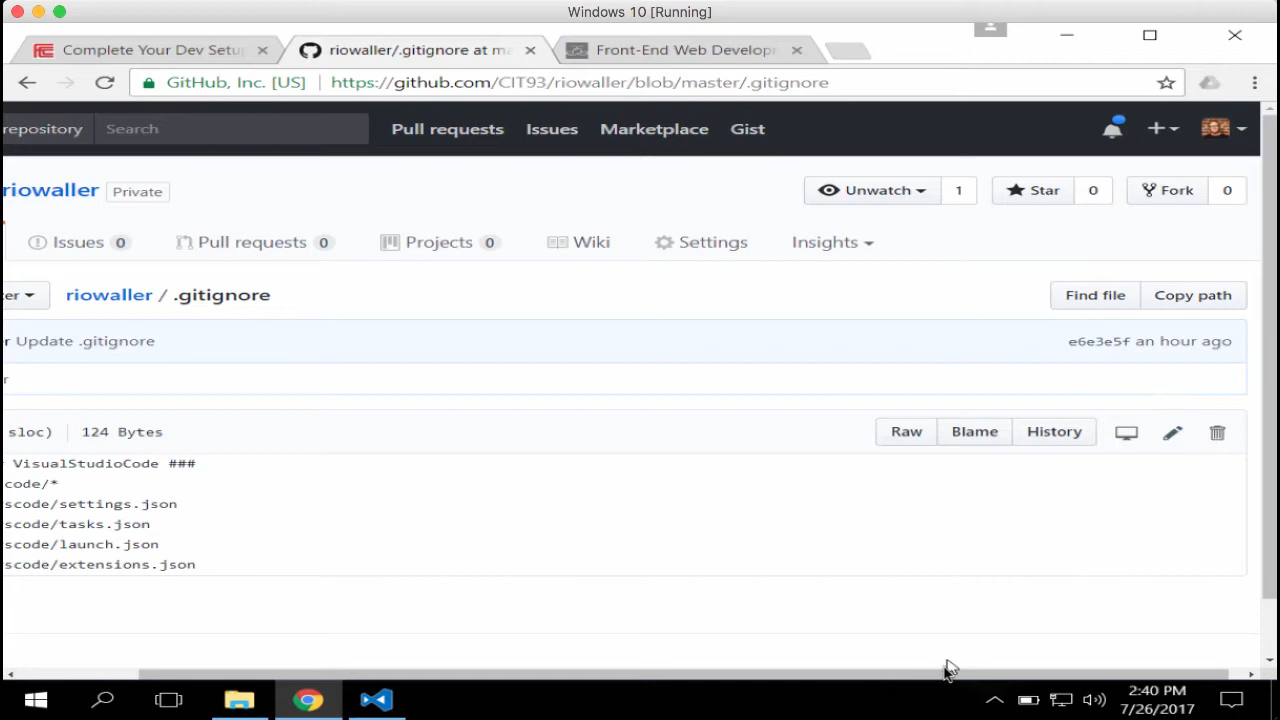 Windows 10 [Running]
Complete Your Dev Setu
riowaller/.gitignore at ma
Front-End Web Develop
GitHub, Inc. [US] https://github.com/CIT93/riowaller/blob/master/.gitignore
repository Search Pull requests Issues Marketplace Gist
riowaller Private Unwatch 1 Star 0 Fork 0
Issues 0 Pull requests 0 Projects 0 Wiki Settings Insights
er riowaller / .gitignore Find file Copy path
r Update .gitignore e6e3e5f an hour ago
r
sloc) 124 Bytes Raw Blame History
VisualStudioCode ###
code/*
scode/settings.json
scode/tasks.json
scode/launch.json
scode/extensions.json
2:40 PM
7/26/2017